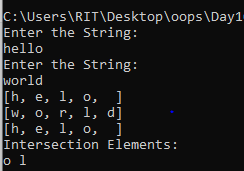 C:\Users\RIT\Desktop\oops\Day1
Enter the String:
hello
Enter the String:
world
[h, e, l, o,  ]
[w, o, r, l, d]
[h, e, l, o,  ]
Intersection Elements:
o l